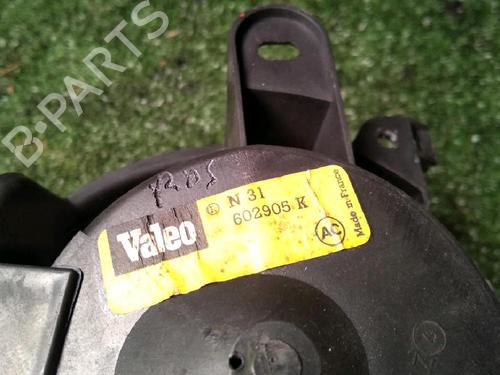 B-PARTS
Valeo
® N 31
602905 K
AC
Made in France